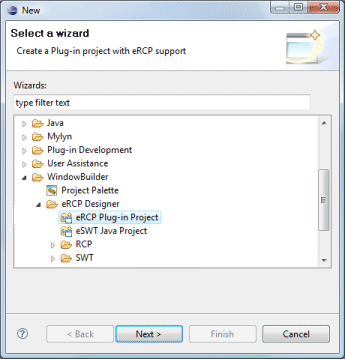 New
Select a wizard
Create a Plug-in project with eRCP support
Wizards:
type filter text
Java
Mylyn
Plug-in Development
User Assistance
WindowBuilder
Project Palette
eRCP Designer
eRCP Plug-in Project
eSWT Java Project
RCP
SWT
? < Back Next > Finish Cancel